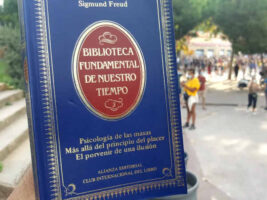 Sigmund Freud
BIBLIOTECA
FUNDAMENTAL
DE NUESTRO
TIEMPO
3
Psicología de las masas
Más allá del principio del placer
El porvenir de una ilusión
ALIANZA EDITORIAL
CLUB INTERNACIONAL DEL LIBRO